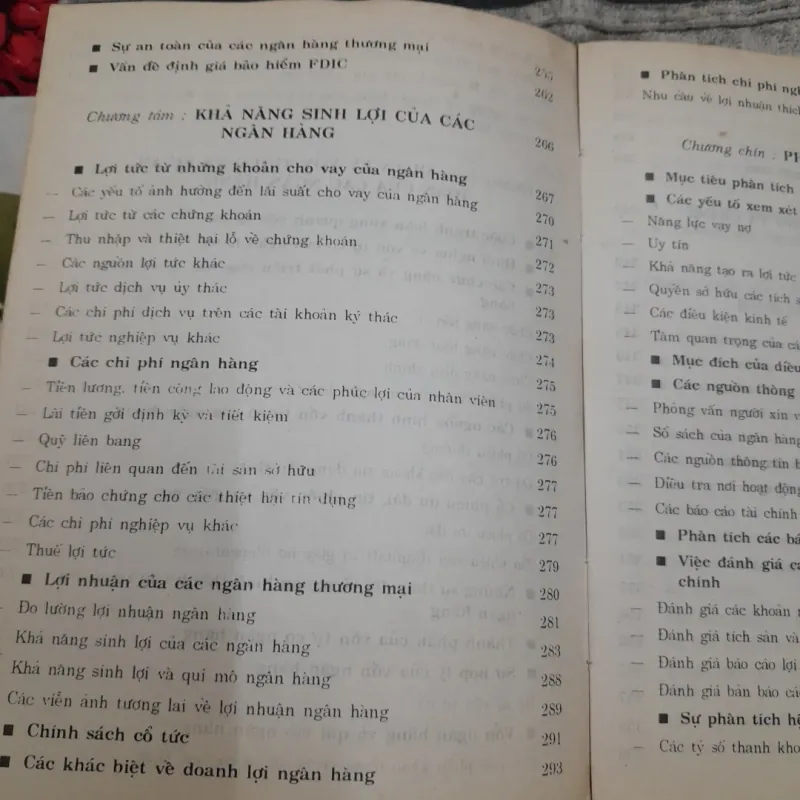 ■ Sự an toàn của các ngân hàng thương mại 255
■ Vấn đề định giá bảo hiểm FDIC 262
Chương tám : KHẢ NĂNG SINH LỢI CỦA CÁC
NGÂN HÀNG 266
■ Lợi tức từ những khoản cho vay của ngân hàng 267
— Các yếu tố ảnh hưởng đến lãi suất cho vay của ngân hàng 270
— Lợi tức từ các chứng khoán 271
— Thu nhập và thiệt hại lỗ về chứng khoán 272
— Các nguồn lợi tức khác 273
— Lợi tức dịch vụ ủy thác 273
— Các chi phí dịch vụ trên các tài khoản ký thác 273
— Lợi tức nghiệp vụ khác 274
■ Các chi phí ngân hàng 275
— Tiền lương, tiền công lao động và các phúc lợi của nhân viên 275
— Lãi tiền gởi định kỳ và tiết kiệm 276
— Quỹ liên bang 276
— Chi phí liên quan đến tài sản sở hữu 277
— Tiền bảo chứng cho các thiệt hại tín dụng 277
— Các chi phí nghiệp vụ khác 277
— Thuế lợi tức 279
■ Lợi nhuận của các ngân hàng thương mại 280
— Đo lường lợi nhuận ngân hàng 281
Khả năng sinh lợi của các ngân hàng 283
Khả năng sinh lợi và qui mô ngân hàng 288
Các viễn ảnh tương lai về lợi nhuận ngân hàng 289
■ Chính sách cổ tức 291
■ Các khác biệt về doanh lợi ngân hàng 293
■ Phân tích chi phí
Nhu cầu về lợi nhuận thích
Chương chín :
■ Mục tiêu phân tích
■ Các yếu tố xem xét
— Năng lực vay nợ
— Uy tín
— Khả năng tạo ra lợi tức
— Quyền sở hữu các tích
— Các điều kiện kinh tế
— Tầm quan trọng của
■ Mục đích của
■ Các nguồn thông
— Phỏng vấn người xin
— Sổ sách của ngân hàng
— Các nguồn thông tin
— Điều tra nơi hoạt động
— Các báo cáo tài chính
■ Phân tích các
■ Việc đánh giá
chính
— Đánh giá các khoản
— Đánh giá tích sản và
— Đánh giá báo cáo lợi
— Đánh giá bản báo
■ Sự phân tích
— Các tỷ số thanh